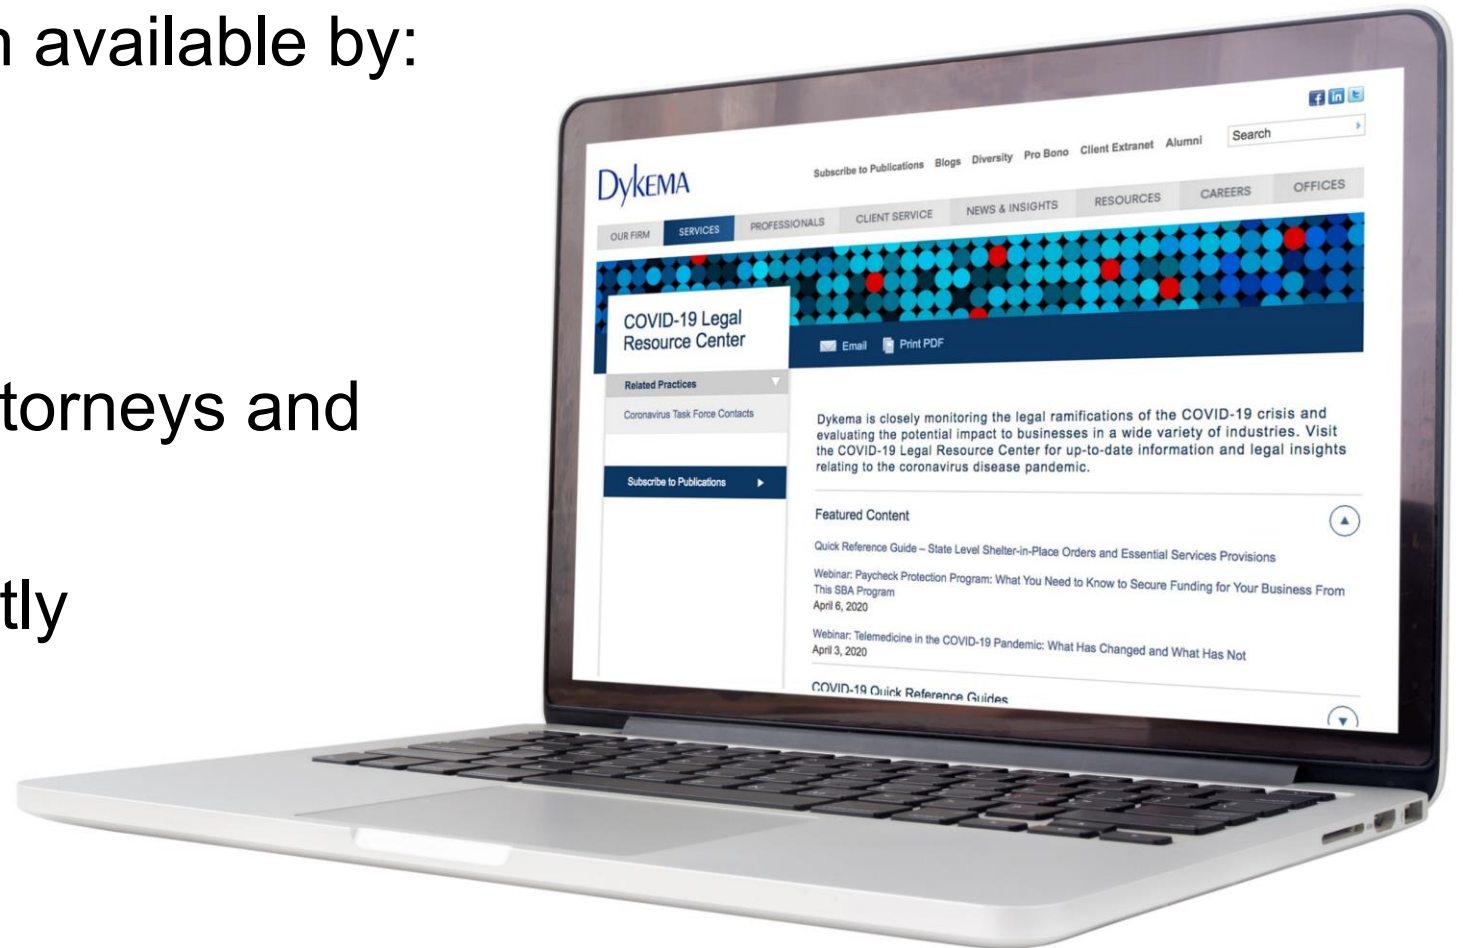 n available by:
torneys and
tly
Dykema
Subscribe to Publications Blogs Diversity Pro Bono Client Extranet Alumni
Search
OUR FIRM SERVICES PROFESSIONALS CLIENT SERVICE NEWS & INSIGHTS RESOURCES CAREERS OFFICES
COVID-19 Legal
Resource Center
Email Print PDF
Related Practices
Coronavirus Task Force Contacts
Subscribe to Publications
Dykema is closely monitoring the legal ramifications of the COVID-19 crisis and
evaluating the potential impact to businesses in a wide variety of industries. Visit
the COVID-19 Legal Resource Center for up-to-date information and legal insights
relating to the coronavirus disease pandemic.
Featured Content
Quick Reference Guide – State Level Shelter-in-Place Orders and Essential Services Provisions
Webinar: Paycheck Protection Program: What You Need to Know to Secure Funding for Your Business From
This SBA Program
April 6, 2020
Webinar: Telemedicine in the COVID-19 Pandemic: What Has Changed and What Has Not
April 3, 2020
COVID-19 Quick Reference Guides